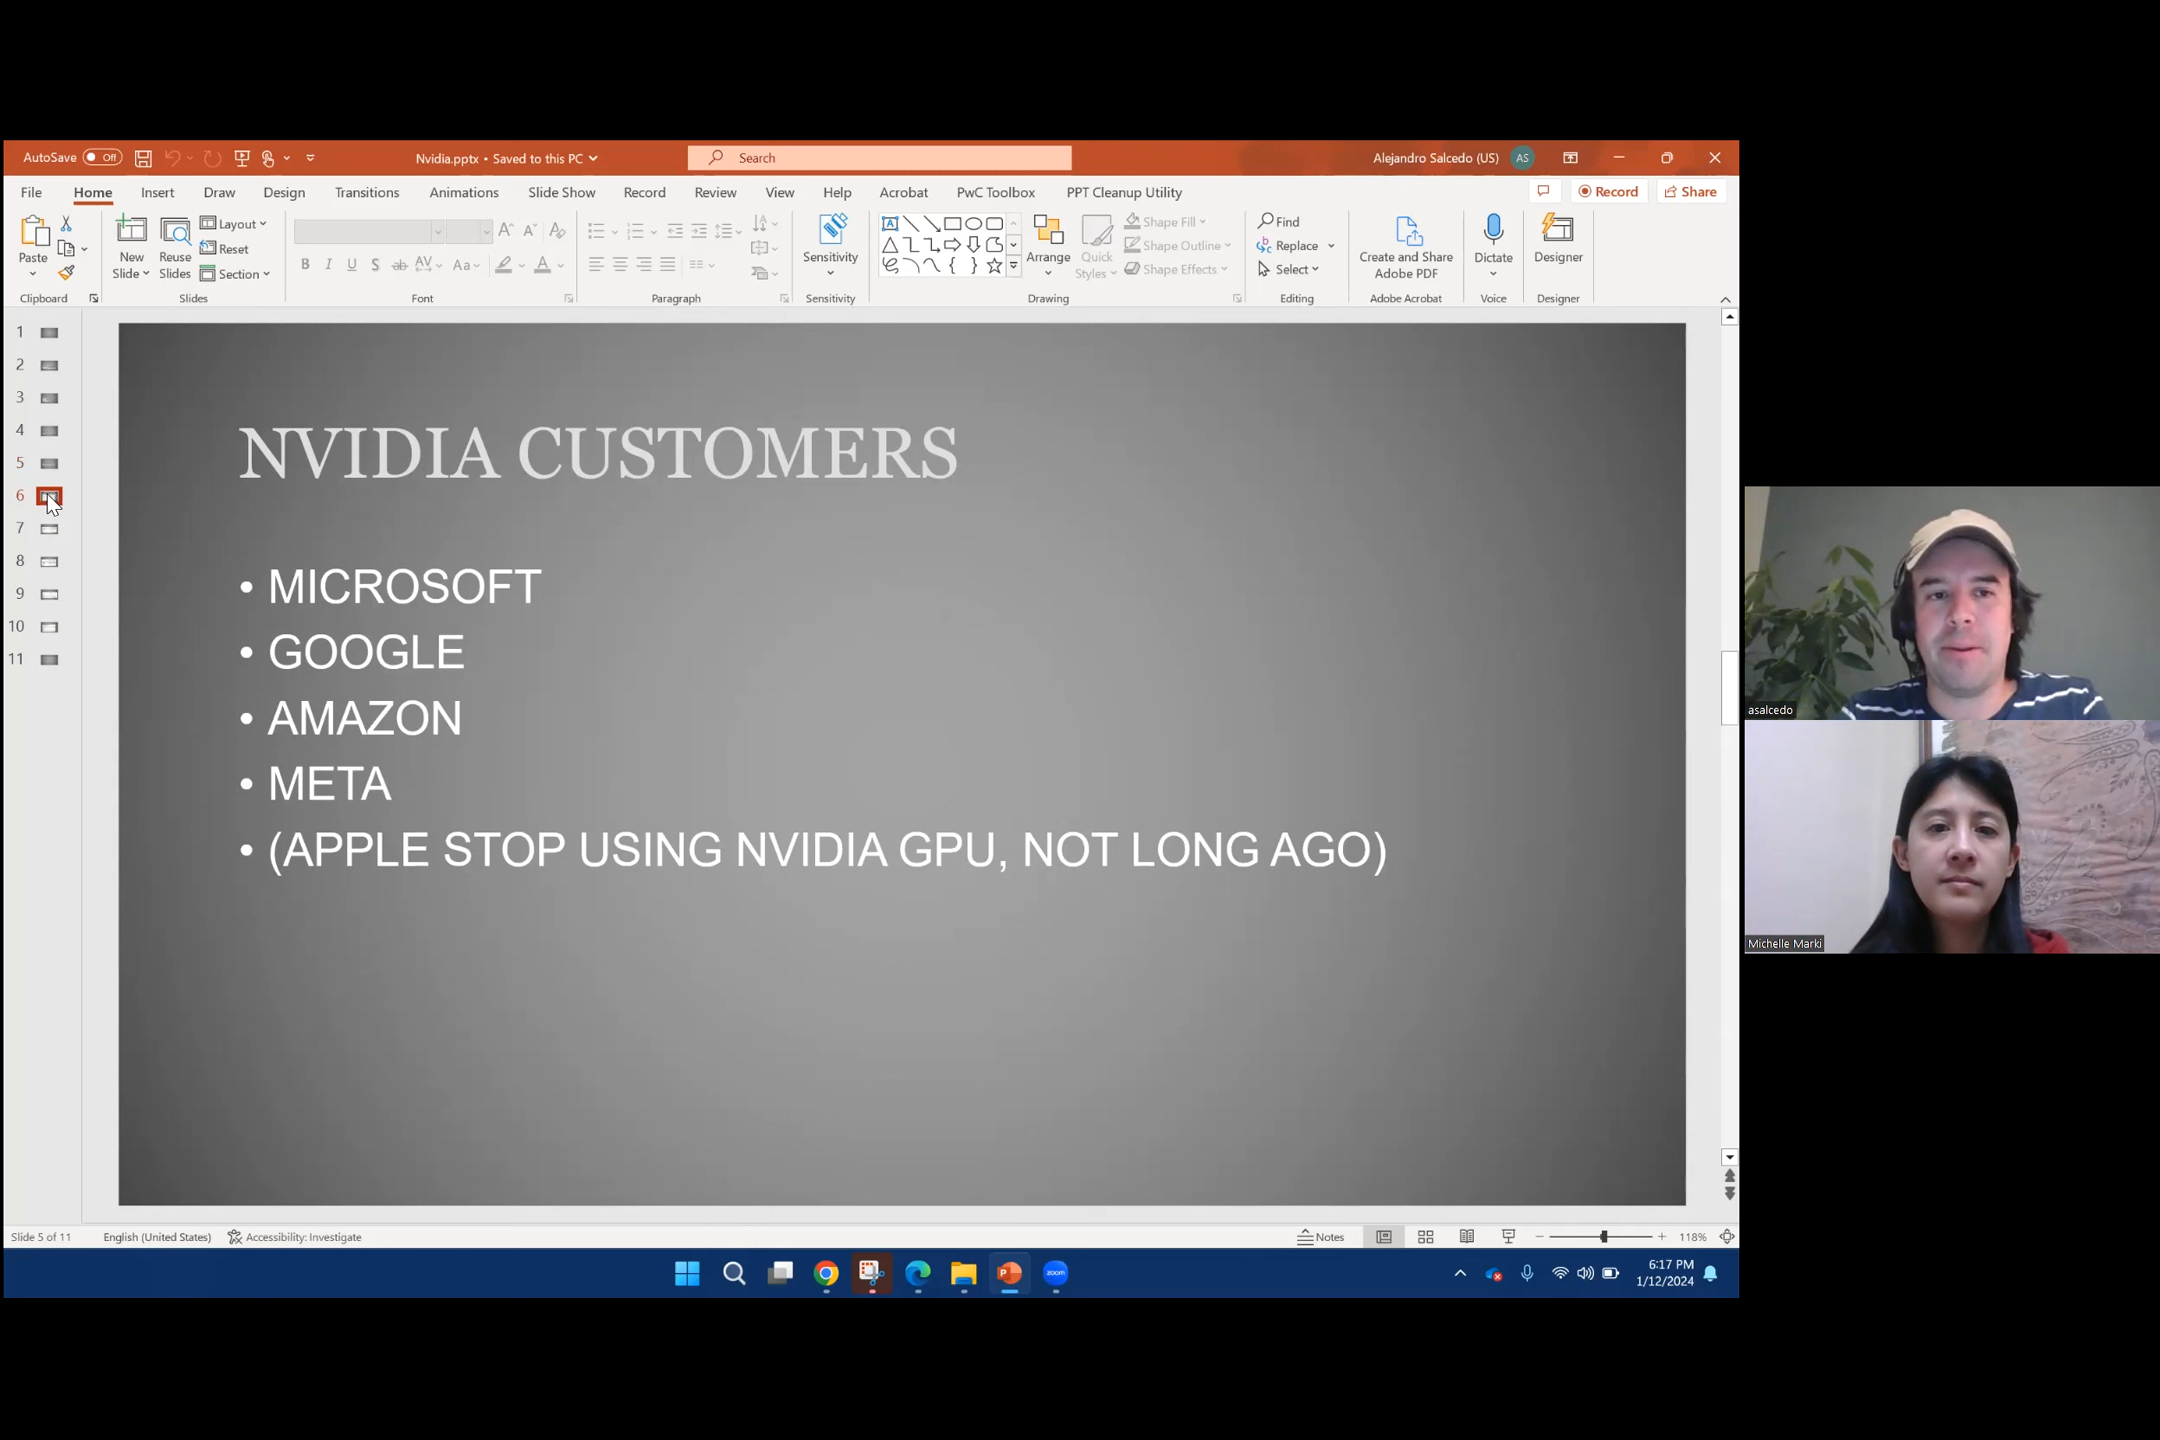 AutoSave Off
Nvidia.pptx • Saved to this PC
Search
Alejandro Salcedo (US) AS
File Home Insert Draw Design Transitions Animations Slide Show Record Review View Help Acrobat PwC Toolbox PPT Cleanup Utility
Record Share
Paste
New Slide
Reuse Slides
Layout
Reset
Section
B I U S ab AV Aa A
Sensitivity
Arrange
Quick Styles
Shape Fill
Shape Outline
Shape Effects
Find
Replace
Select
Create and Share Adobe PDF
Dictate
Designer
Clipboard Slides Font Paragraph Sensitivity Drawing Editing Adobe Acrobat Voice Designer
1
2
3
4
5
6
7
8
9
10
11
NVIDIA CUSTOMERS
• MICROSOFT
• GOOGLE
• AMAZON
• META
• (APPLE STOP USING NVIDIA GPU, NOT LONG AGO)
asalcedo
Michelle Marki
Slide 5 of 11 English (United States) Accessibility: Investigate Notes 118%
zoom
6:17 PM
1/12/2024